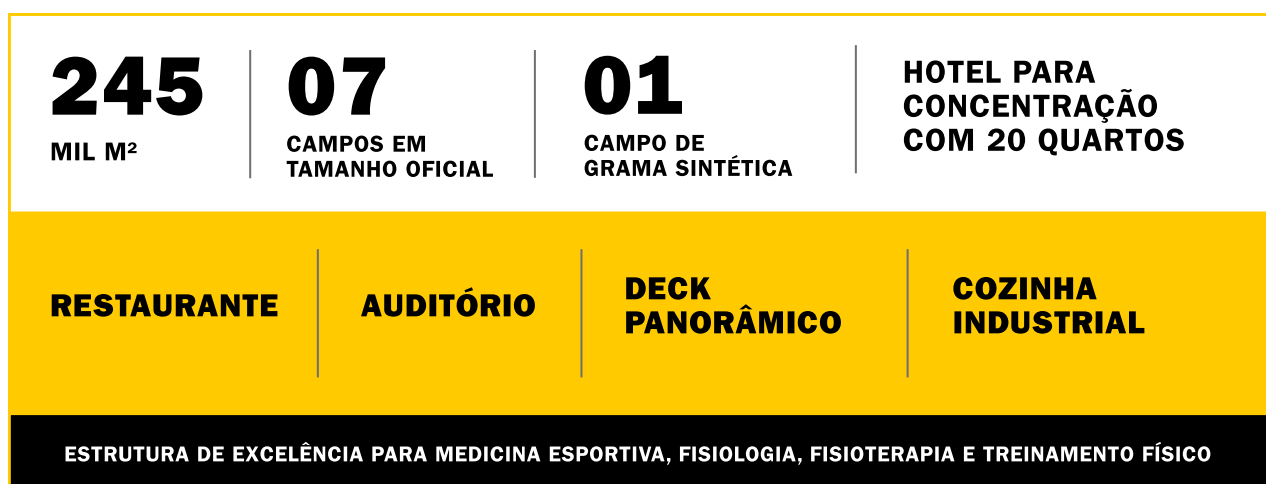 245
MIL M²
07
CAMPOS EM
TAMANHO OFICIAL
01
CAMPO DE
GRAMA SINTÉTICA
HOTEL PARA
CONCENTRAÇÃO
COM 20 QUARTOS
RESTAURANTE
AUDITÓRIO
DECK
PANORÂMICO
COZINHA
INDUSTRIAL
ESTRUTURA DE EXCELÊNCIA PARA MEDICINA ESPORTIVA, FISIOLOGIA, FISIOTERAPIA E TREINAMENTO FÍSICO